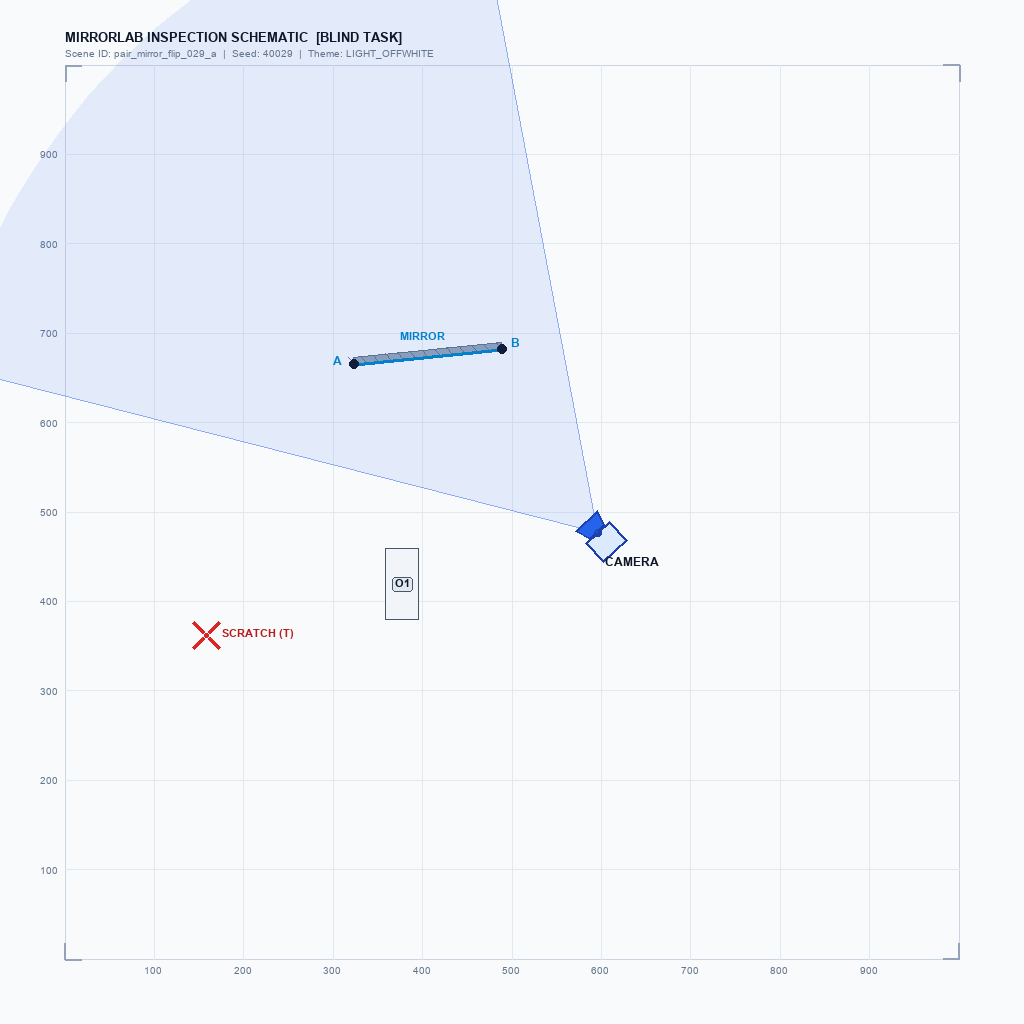 MIRRORLAB INSPECTION SCHEMATIC [BLIND TASK]
Scene ID: pair_mirror_flip_029_a | Seed: 40029 | Theme: LIGHT_OFFWHITE
900
800
700
600
500
400
300
200
100
MIRROR
A
B
CAMERA
O1
SCRATCH (T)
100 200 300 400 500 600 700 800 900